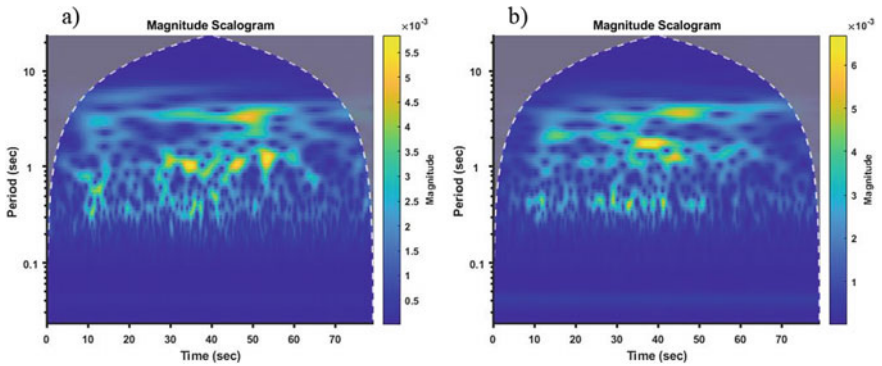 a)
Magnitude Scalogram
×10-3
10
1
0.1
Period (sec)
0 10 20 30 40 50 60 70
Time (sec)
5.5
5
4.5
4
3.5
3
2.5
2
1.5
1
0.5
Magnitude
b)
Magnitude Scalogram
×10-3
10
1
0.1
Period (sec)
0 10 20 30 40 50 60 70
Time (sec)
6
5
4
3
2
1
Magnitude